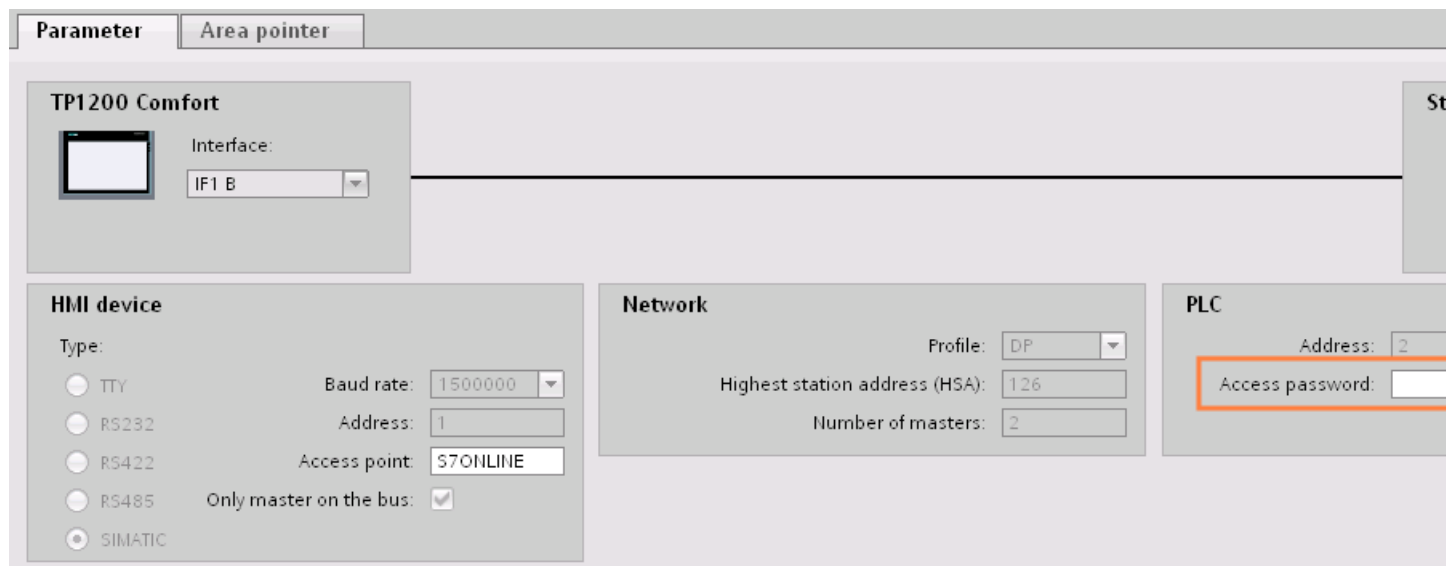 Parameter
Area pointer
TP1200 Comfort
Interface:
IF1 B
St
HMI device
Type:
TTY
RS232
RS422
RS485
SIMATIC
Baud rate: 1500000
Address: 1
Access point: S7ONLINE
Only master on the bus:
Network
Profile: DP
Highest station address (HSA): 126
Number of masters: 2
PLC
Address: 2
Access password: